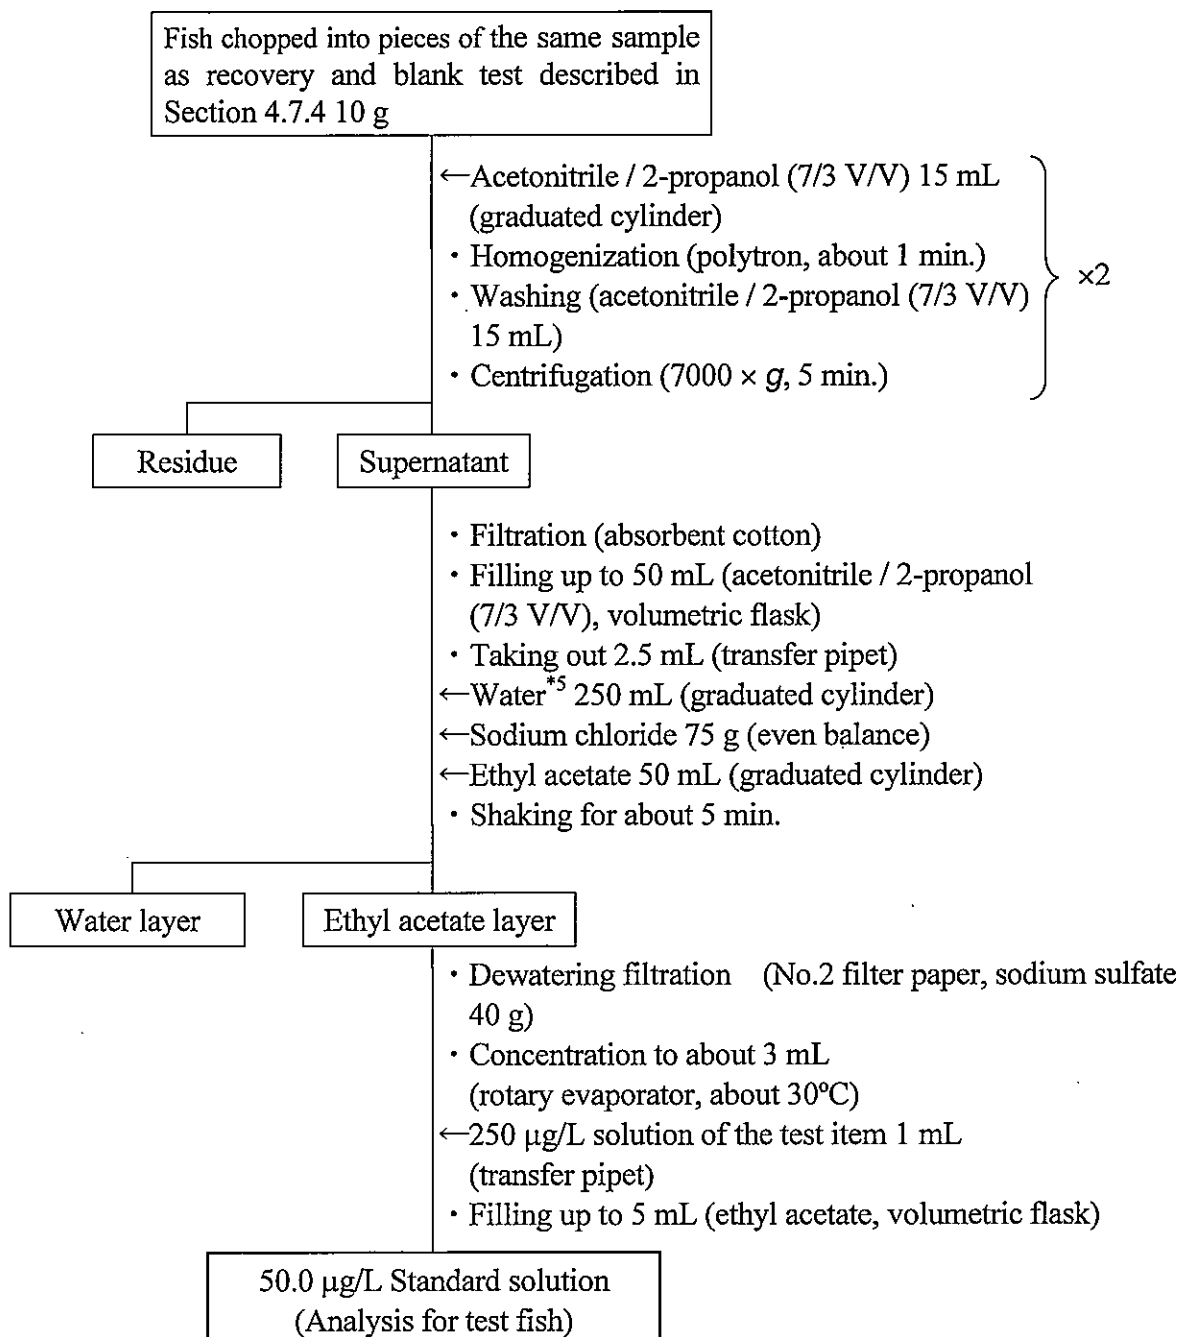 Fish chopped into pieces of the same sample
as recovery and blank test described in
Section 4.7.4 10 g
←Acetonitrile / 2-propanol (7/3 V/V) 15 mL
(graduated cylinder)
・Homogenization (polytron, about 1 min.)
・Washing (acetonitrile / 2-propanol (7/3 V/V)
15 mL)
・Centrifugation (7000 × g, 5 min.)
×2
Residue
Supernatant
・Filtration (absorbent cotton)
・Filling up to 50 mL (acetonitrile / 2-propanol
(7/3 V/V), volumetric flask)
・Taking out 2.5 mL (transfer pipet)
←Water*5 250 mL (graduated cylinder)
←Sodium chloride 75 g (even balance)
←Ethyl acetate 50 mL (graduated cylinder)
・Shaking for about 5 min.
Water layer
Ethyl acetate layer
・Dewatering filtration (No.2 filter paper, sodium sulfate
40 g)
・Concentration to about 3 mL
(rotary evaporator, about 30ºC)
←250 µg/L solution of the test item 1 mL
(transfer pipet)
・Filling up to 5 mL (ethyl acetate, volumetric flask)
50.0 µg/L Standard solution
(Analysis for test fish)